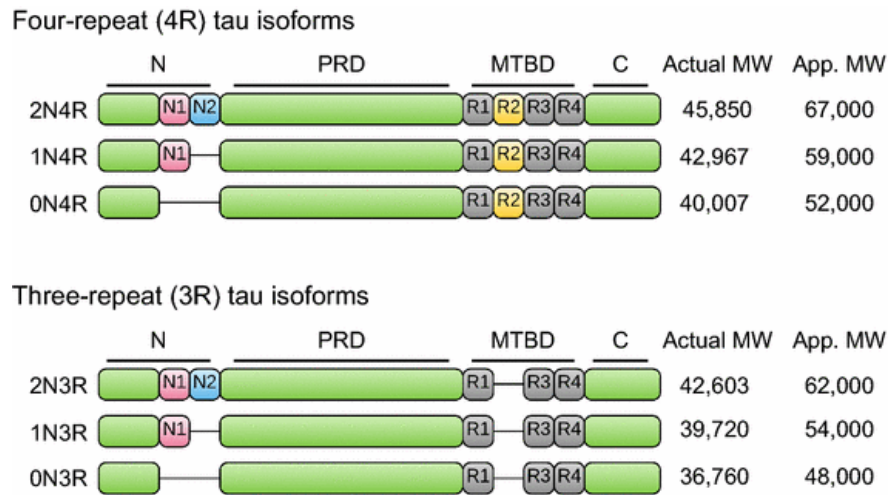 Four-repeat (4R) tau isoforms
N PRD MTBD C Actual MW App. MW
2N4R N1 N2 R1 R2 R3 R4 45,850 67,000
1N4R N1 R1 R2 R3 R4 42,967 59,000
0N4R R1 R2 R3 R4 40,007 52,000
Three-repeat (3R) tau isoforms
N PRD MTBD C Actual MW App. MW
2N3R N1 N2 R1 R3 R4 42,603 62,000
1N3R N1 R1 R3 R4 39,720 54,000
0N3R R1 R3 R4 36,760 48,000